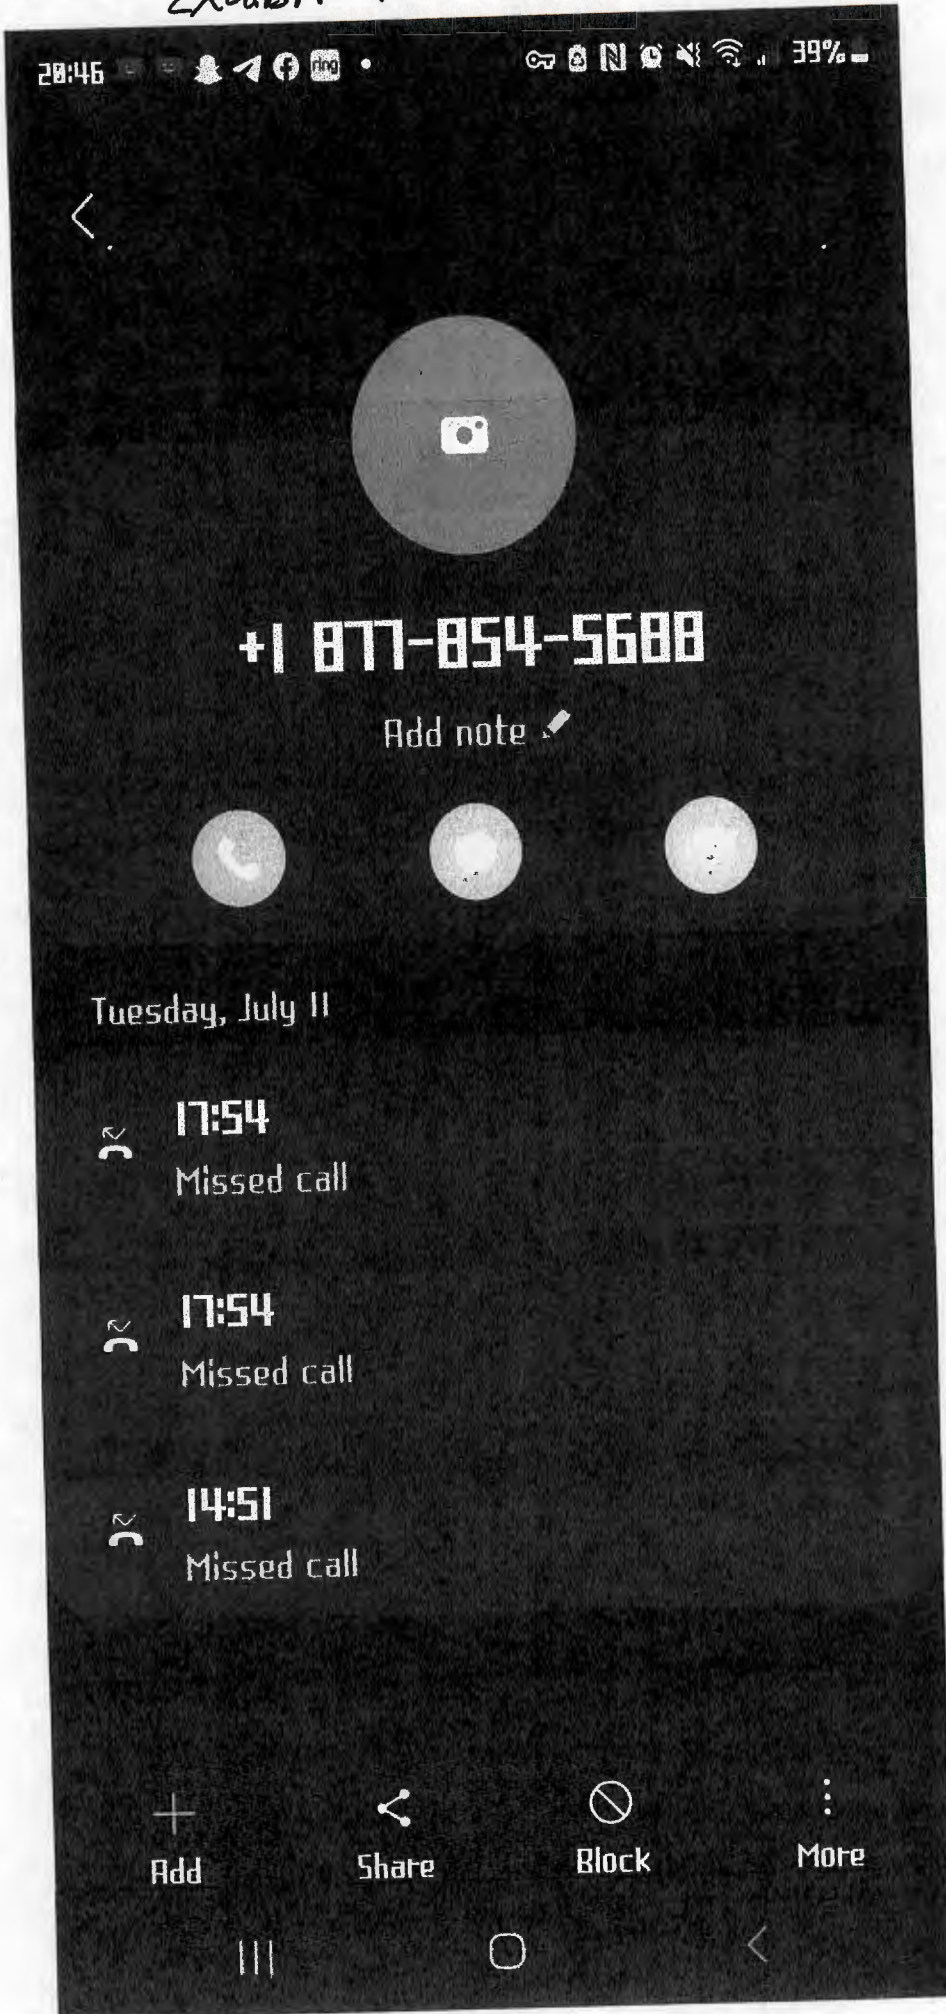 20:46 ring 39%
+1 877-854-5688
Add note
Tuesday, July 11
17:54
Missed call
17:54
Missed call
14:51
Missed call
Add Share Block More